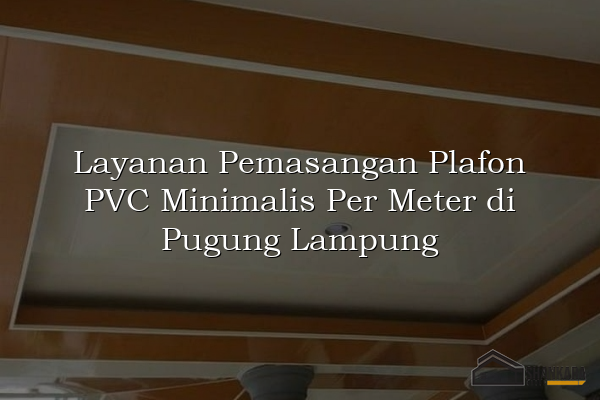 Layanan Pemasangan Plafon
PVC Minimalis Per Meter di
Pugung Lampung